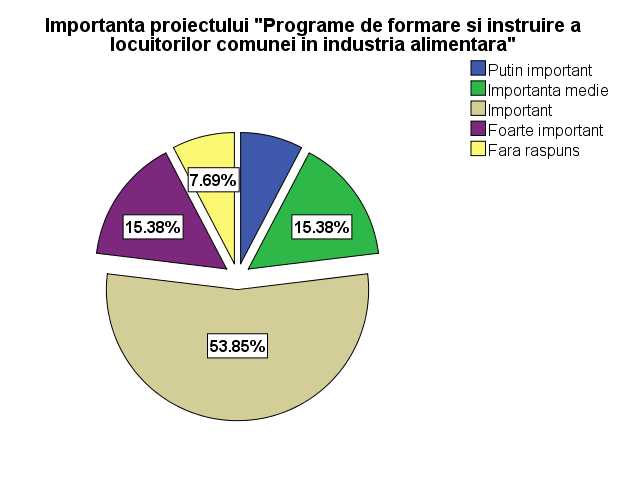 Importanta proiectului "Programe de formare si instruire a
locuitorilor comunei in industria alimentara"
Putin important
Importanta medie
Important
Foarte important
Fara raspuns
7.69%
15.38%
15.38%
53.85%